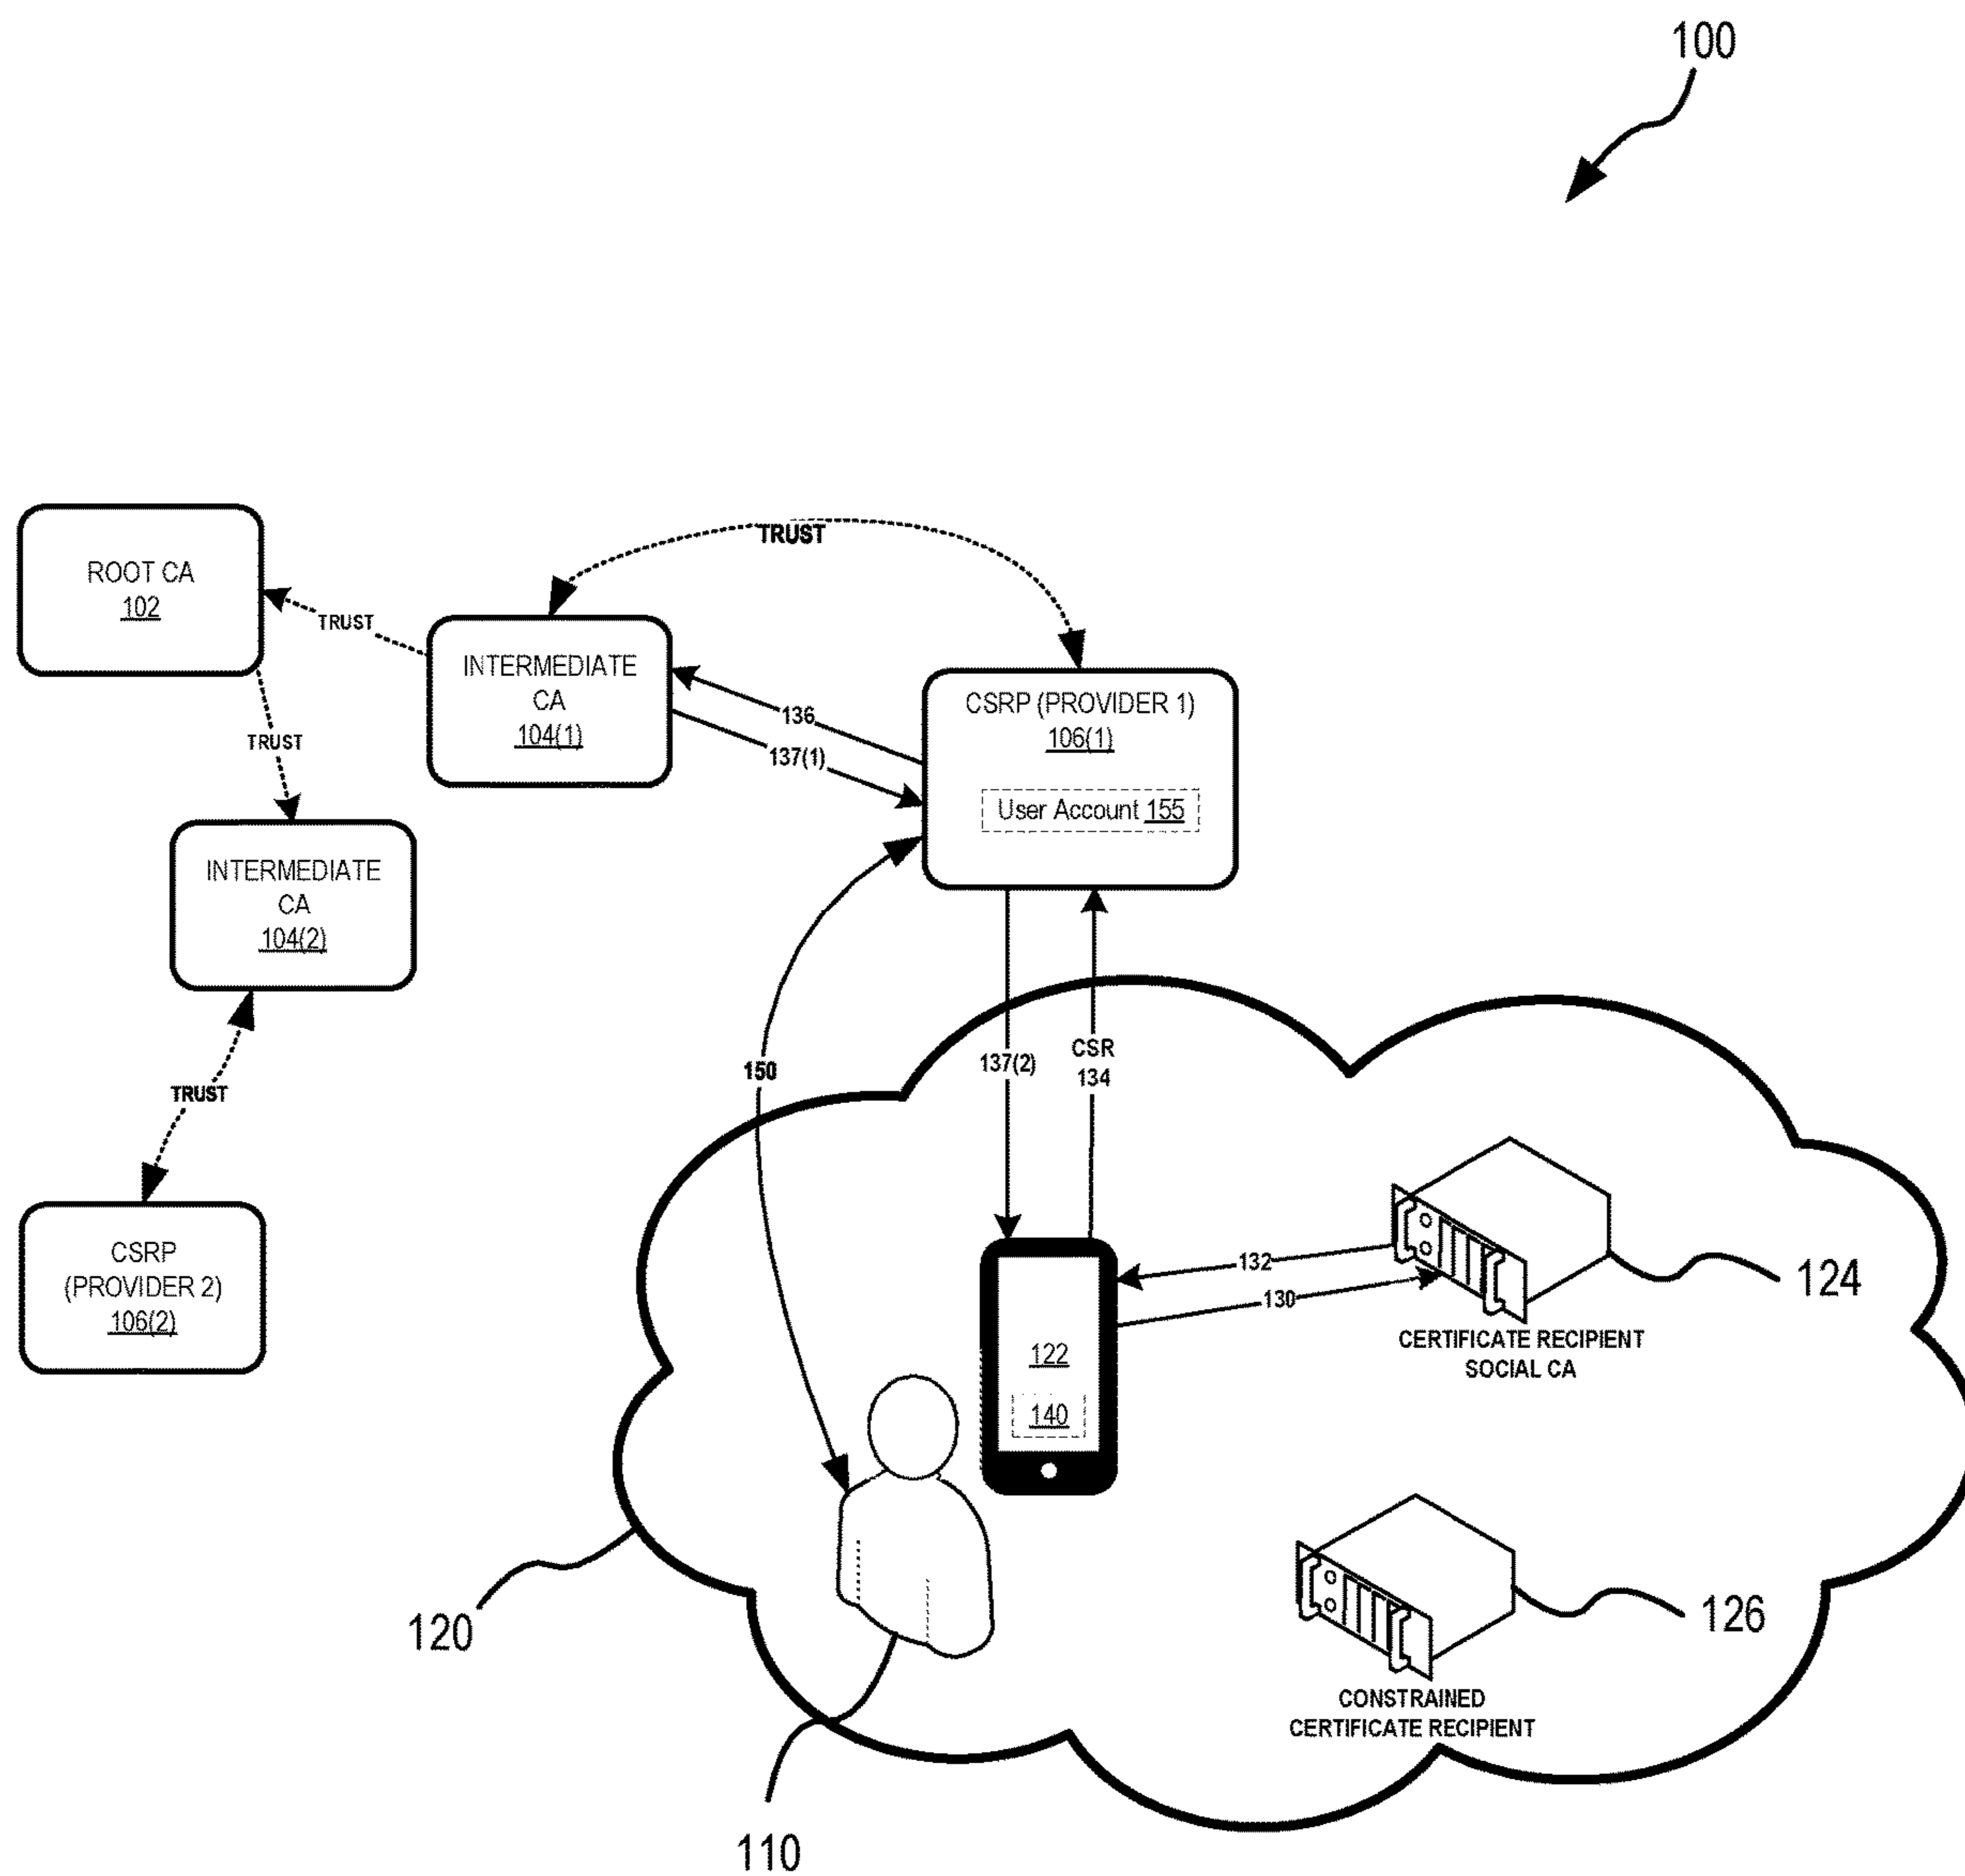 100
TRUST
ROOT CA
102
TRUST
INTERMEDIATE
CA
104(1)
136
137(1)
CSRP (PROVIDER 1)
106(1)
User Account 155
TRUST
INTERMEDIATE
CA
104(2)
TRUST
CSRP
(PROVIDER 2)
106(2)
150
137(2)
CSR
134
132
130
124
CERTIFICATE RECIPIENT
SOCIAL CA
122
140
126
CONSTRAINED
CERTIFICATE RECIPIENT
120
110